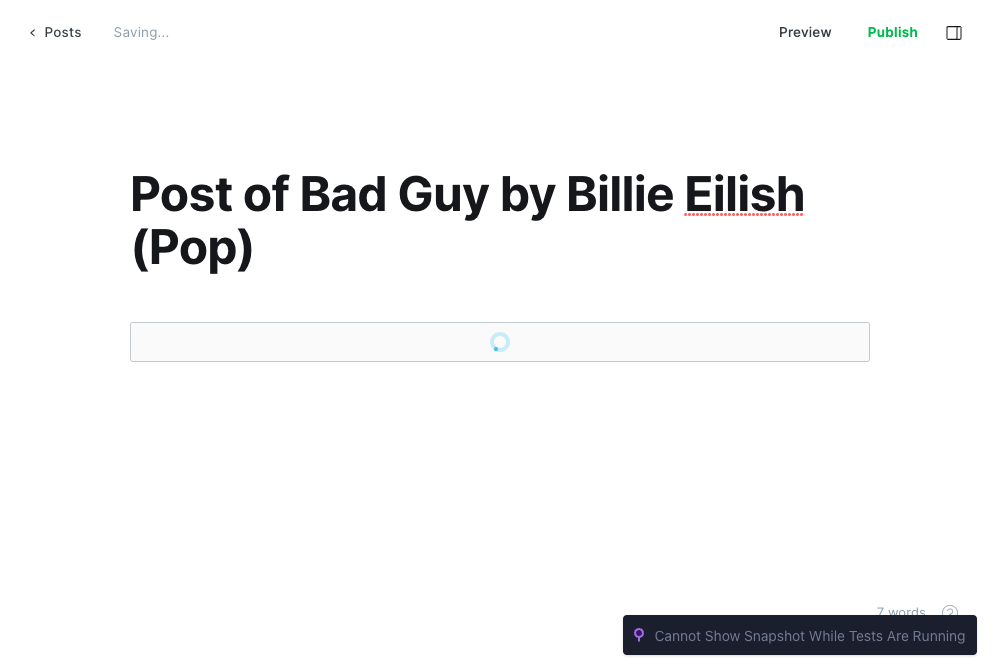 Posts
Saving...
Preview
Publish
Post of Bad Guy by Billie Eilish
(Pop)
7 words
Cannot Show Snapshot While Tests Are Running